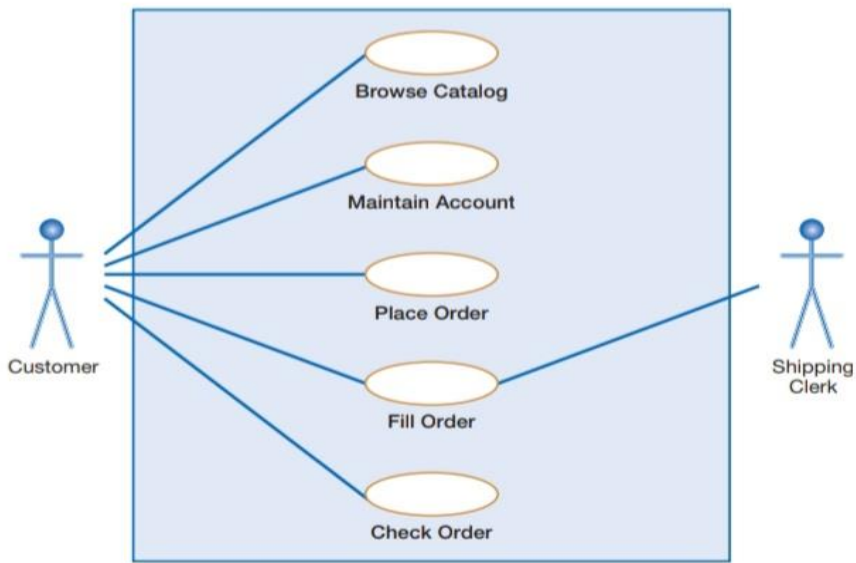 Browse Catalog
Maintain Account
Place Order
Customer
Shipping
Clerk
Fill Order
Check Order